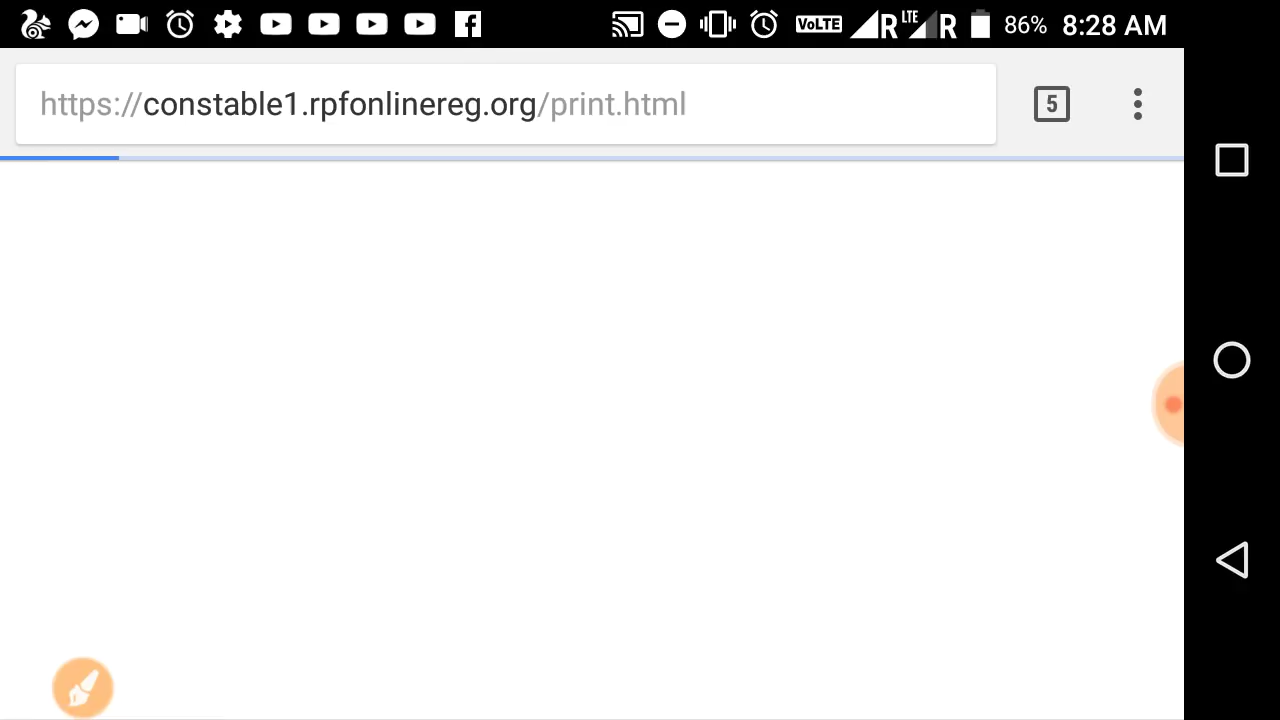 R LTE R 86% 8:28 AM
VoLTE
https://constable1.rpfonlinereg.org/print.html
5